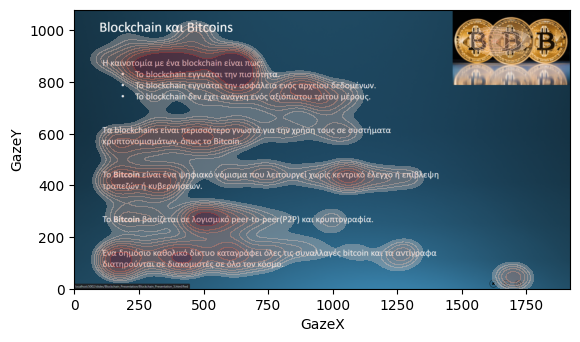 Blockchain και Bitcoins
Η καινοτομία με ένα blockchain είναι πως:
• Το blockchain εγγυάται την πιστότητα.
• Το blockchain εγγυάται την ασφάλεια ενός αρχείου δεδομένων.
• Το blockchain δεν έχει ανάγκη ενός αξιόπιστου τρίτου μέρους.
Τα blockchains είναι περισσότερο γνωστά για την χρήση τους σε συστήματα
κρυπτονομισμάτων, όπως το Bitcoin.
Το Bitcoin είναι ένα ψηφιακό νόμισμα που λειτουργεί χωρίς κεντρικό έλεγχο ή επίβλεψη
τραπεζών ή κυβερνήσεων.
Το Bitcoin βασίζεται σε λογισμικό peer-to-peer(P2P) και κρυπτογραφία.
Ένα δημόσιο καθολικό δίκτυο καταγράφει όλες τις συναλλαγές bitcoin και τα αντίγραφα
διατηρούνται σε διακομιστές σε όλο τον κόσμο.
GazeY
1000
800
600
400
200
0
0 250 500 750 1000 1250 1500 1750
GazeX